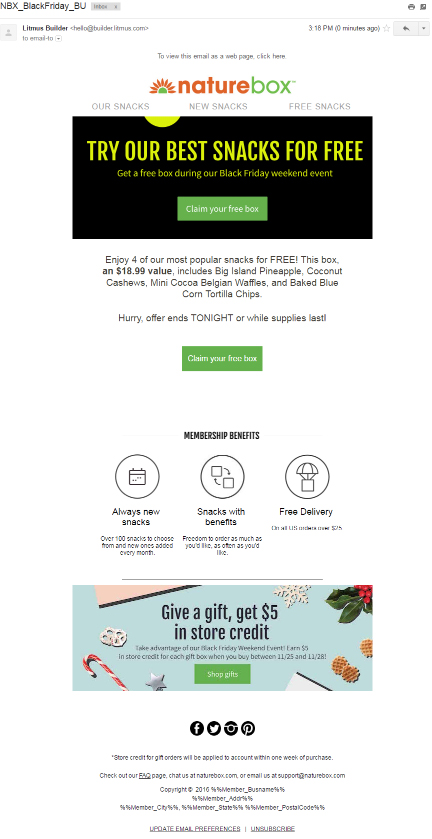 NBX_BlackFriday_BU
Inbox x
Litmus Builder <hello@builder.litmus.com>
3:18 PM (0 minutes ago)
to email-to
To view this email as a web page, click here.
naturebox
OUR SNACKS NEW SNACKS FREE SNACKS
TRY OUR BEST SNACKS FOR FREE
Get a free box during our Black Friday weekend event
Claim your free box
Enjoy 4 of our most popular snacks for FREE! This box,
an $18.99 value, includes Big Island Pineapple, Coconut
Cashews, Mini Cocoa Belgian Waffles, and Baked Blue
Corn Tortilla Chips.
Hurry, offer ends TONIGHT or while supplies last!
Claim your free box
MEMBERSHIP BENEFITS
Always new
snacks
Over 100 snacks to choose
from and new ones added
every month.
Snacks with
benefits
Freedom to order as much as
you'd like, as often as you'd
like.
Free Delivery
On all US orders over $25
Give a gift, get $5
in store credit
Take advantage of our Black Friday Weekend Event! Earn $5
in store credit for each gift box when you buy between 11/25 and 11/28!
Shop gifts
*Store credit for gift orders will be applied to account within one week of purchase.
Check out our FAQ page, chat us at naturebox.com, or email us at support@naturebox.com
Copyright © 2016 %%Member_Busname%%
%%Member_Addr%%
%%Member_City%%, %%Member_State%% %%Member_PostalCode%%
UPDATE EMAIL PREFERENCES | UNSUBSCRIBE